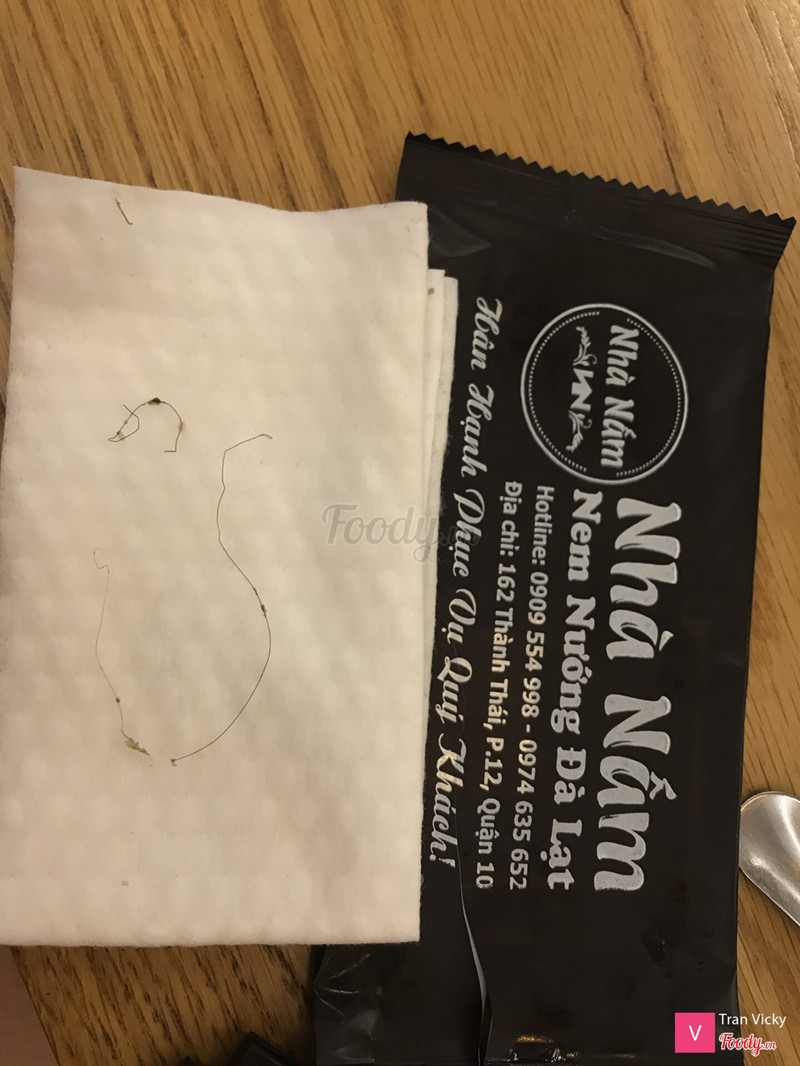 Nhà Nấm
NN
Nhà Nấm
Nem Nướng Đà Lạt
Hotline: 0909 554 998 - 0974 635 652
Địa chỉ: 162 Thành Thái, P.12, Quận 10
Hân Hạnh Phục Vụ Quý Khách!
Foody.vn
V
Tran Vicky
Foody.vn